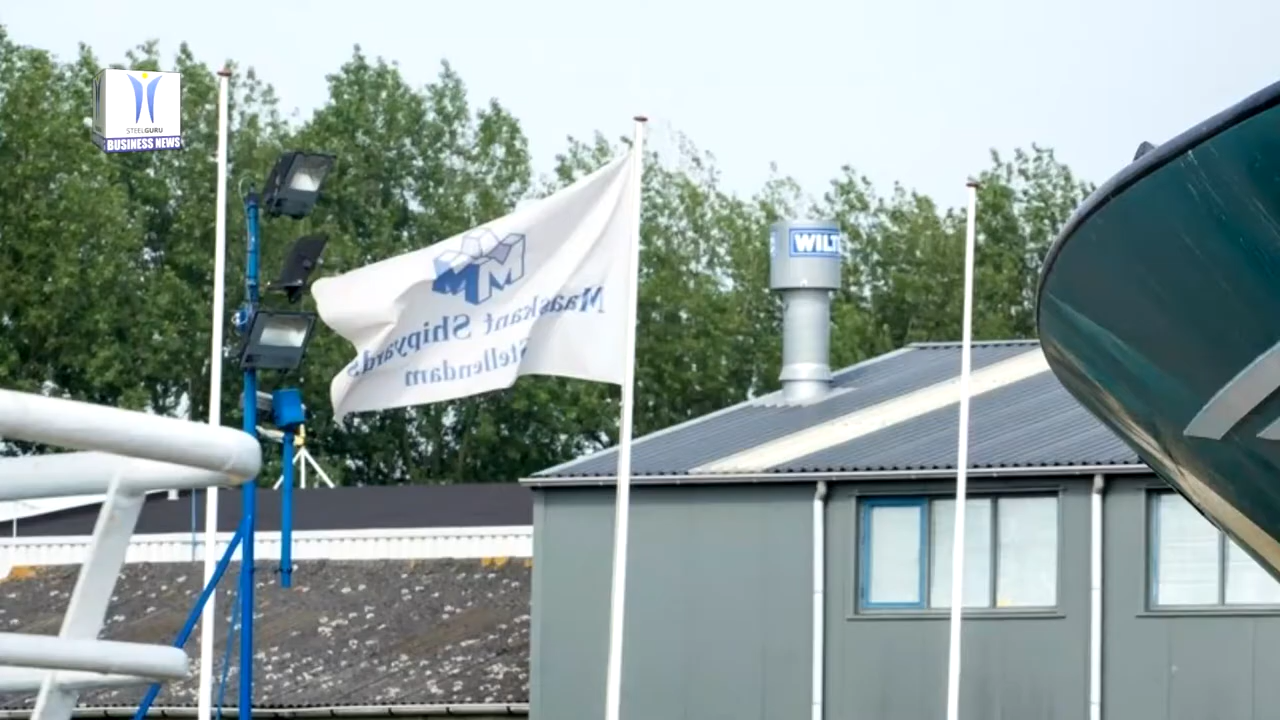 STEELGURU
BUSINESS NEWS
WILT
MM
Maaskant Shipyards
Stellendam